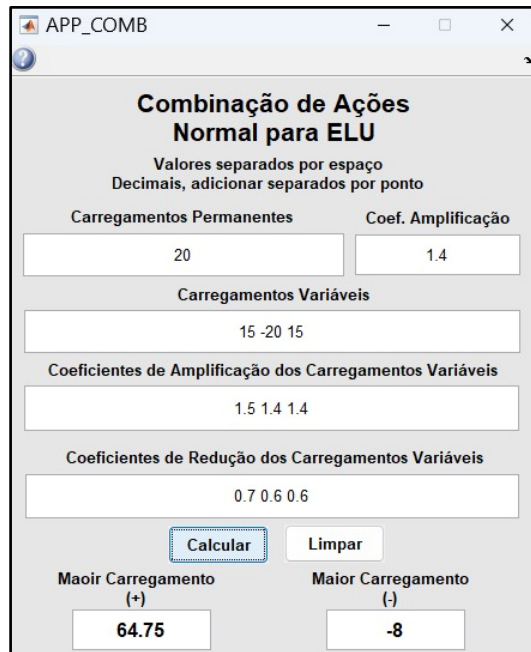 APP_COMB
Combinação de Ações
Normal para ELU
Valores separados por espaço
Decimais, adicionar separados por ponto
Carregamentos Permanentes Coef. Amplificação
20 1.4
Carregamentos Variáveis
15 -20 15
Coeficientes de Amplificação dos Carregamentos Variáveis
1.5 1.4 1.4
Coeficientes de Redução dos Carregamentos Variáveis
0.7 0.6 0.6
Calcular Limpar
Maoir Carregamento Maior Carregamento
(+) (-)
64.75 -8